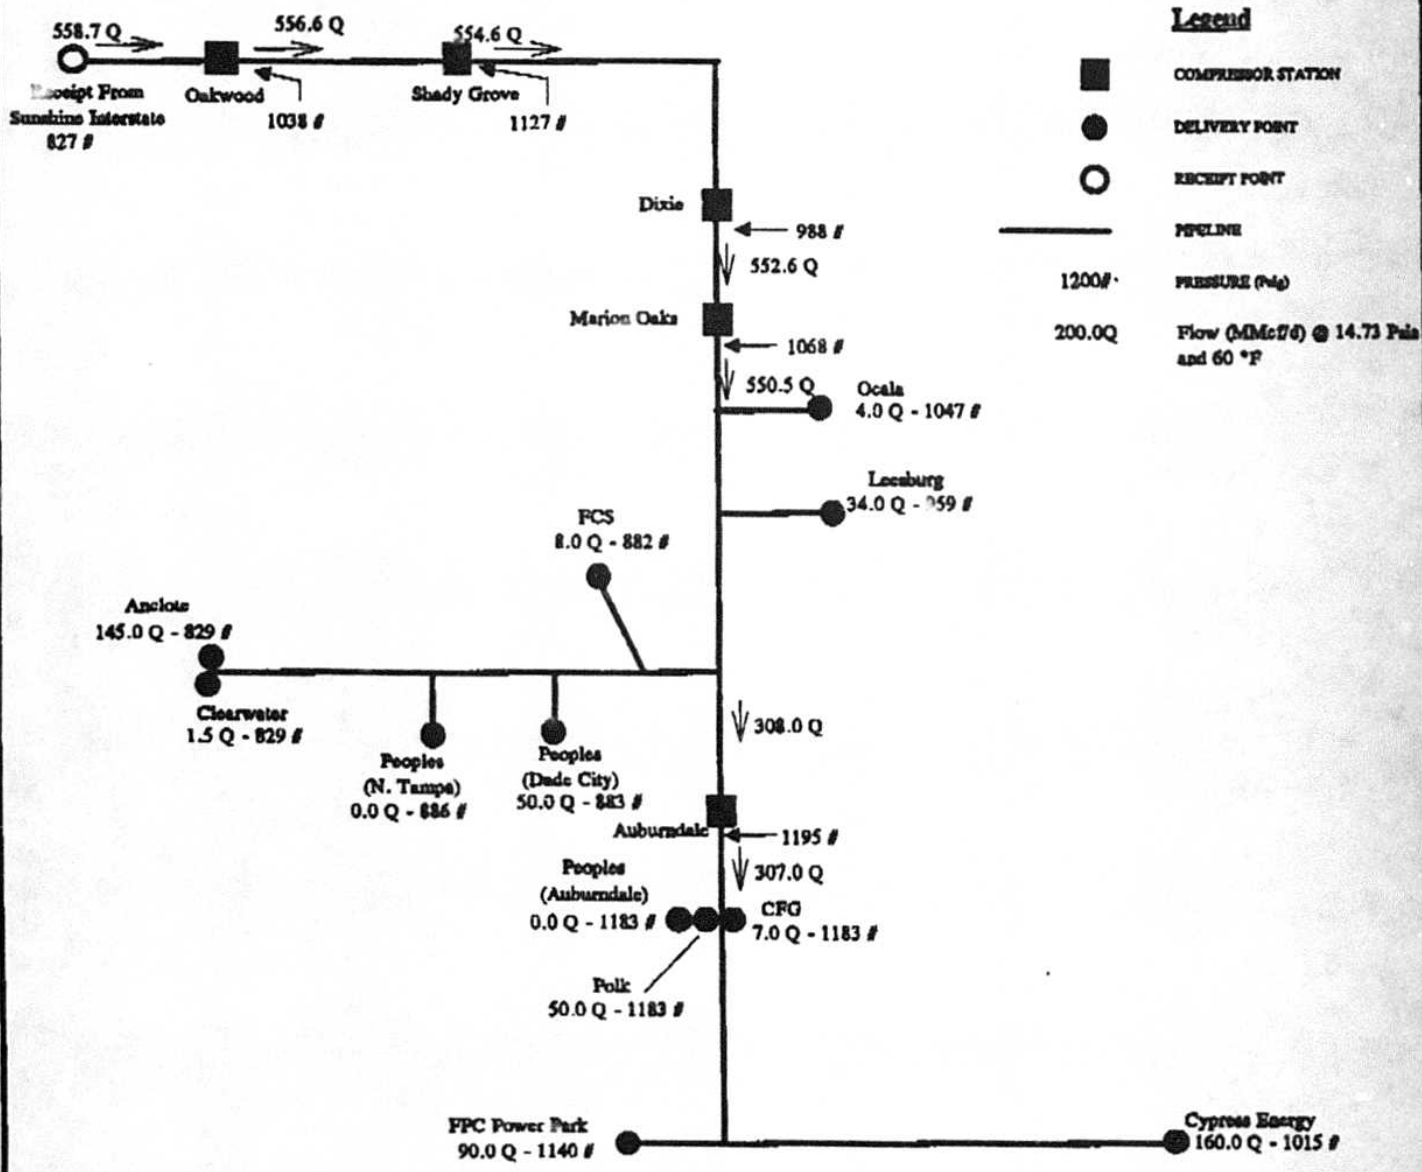 Legend
558.7 Q
556.6 Q
554.6 Q
Receipt From
Sunshine Interstate
827 #
Oakwood
1038 #
Shady Grove
1127 #
COMPRESSOR STATION
DELIVERY POINT
RECEIPT POINT
PIPELINE
1200#
PRESSURE (Psig)
200.0Q
Flow (MMcf/d) @ 14.73 Psia
and 60 °F
Dixie
988 #
552.6 Q
Marion Oaks
1068 #
550.5 Q
Ocala
4.0 Q - 1047 #
Leesburg
34.0 Q - 959 #
FCS
8.0 Q - 882 #
Anclote
145.0 Q - 829 #
Clearwater
1.5 Q - 829 #
Peoples
(N. Tampa)
0.0 Q - 886 #
Peoples
(Dade City)
50.0 Q - 883 #
308.0 Q
Auburndale
1195 #
307.0 Q
Peoples
(Auburndale)
0.0 Q - 1183 #
CFG
7.0 Q - 1183 #
Polk
50.0 Q - 1183 #
FPC Power Park
90.0 Q - 1140 #
Cypress Energy
160.0 Q - 1015 #